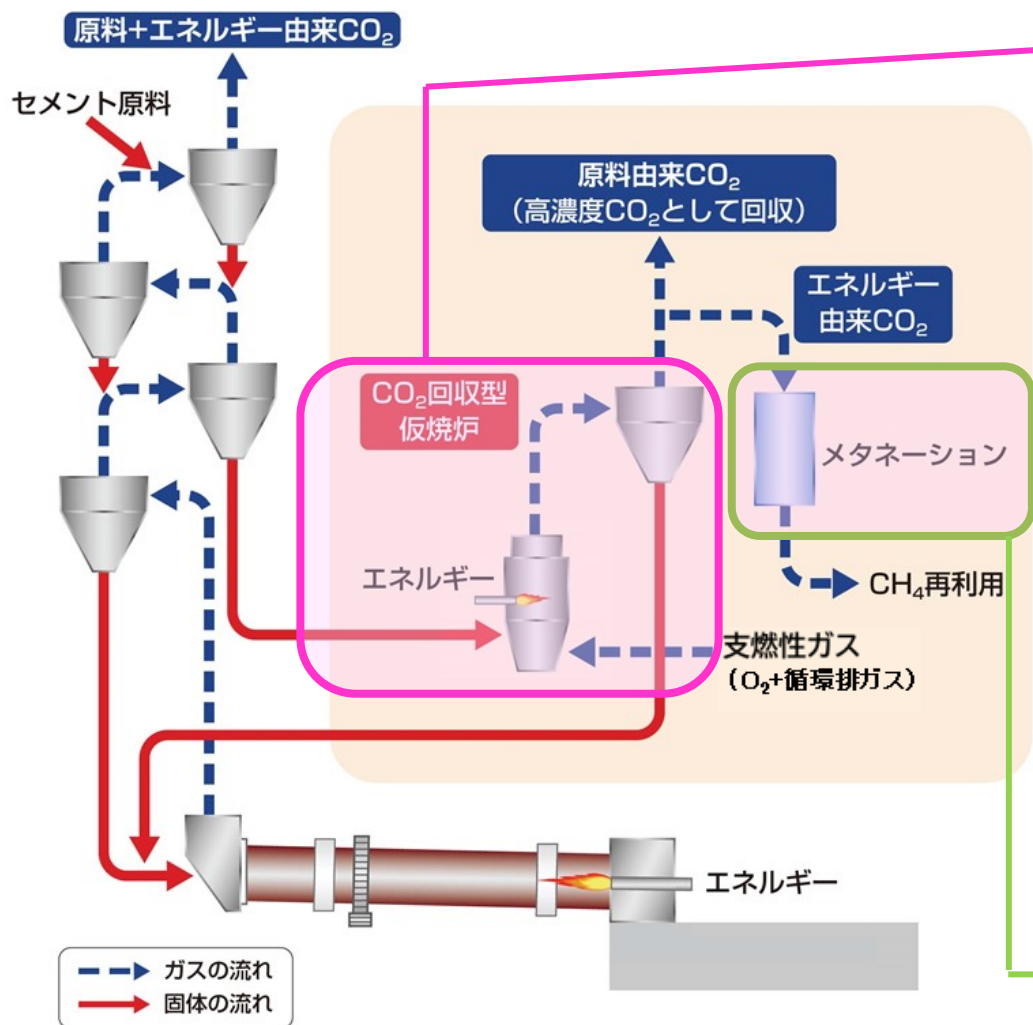 原料+エネルギー由来CO₂
セメント原料
原料由来CO₂
(高濃度CO₂として回収)
エネルギー
由来CO₂
CO₂回収型
仮焼炉
メタネーション
エネルギー
CH₄再利用
支燃性ガス
(O₂+循環排ガス)
エネルギー
ガスの流れ
固体の流れ